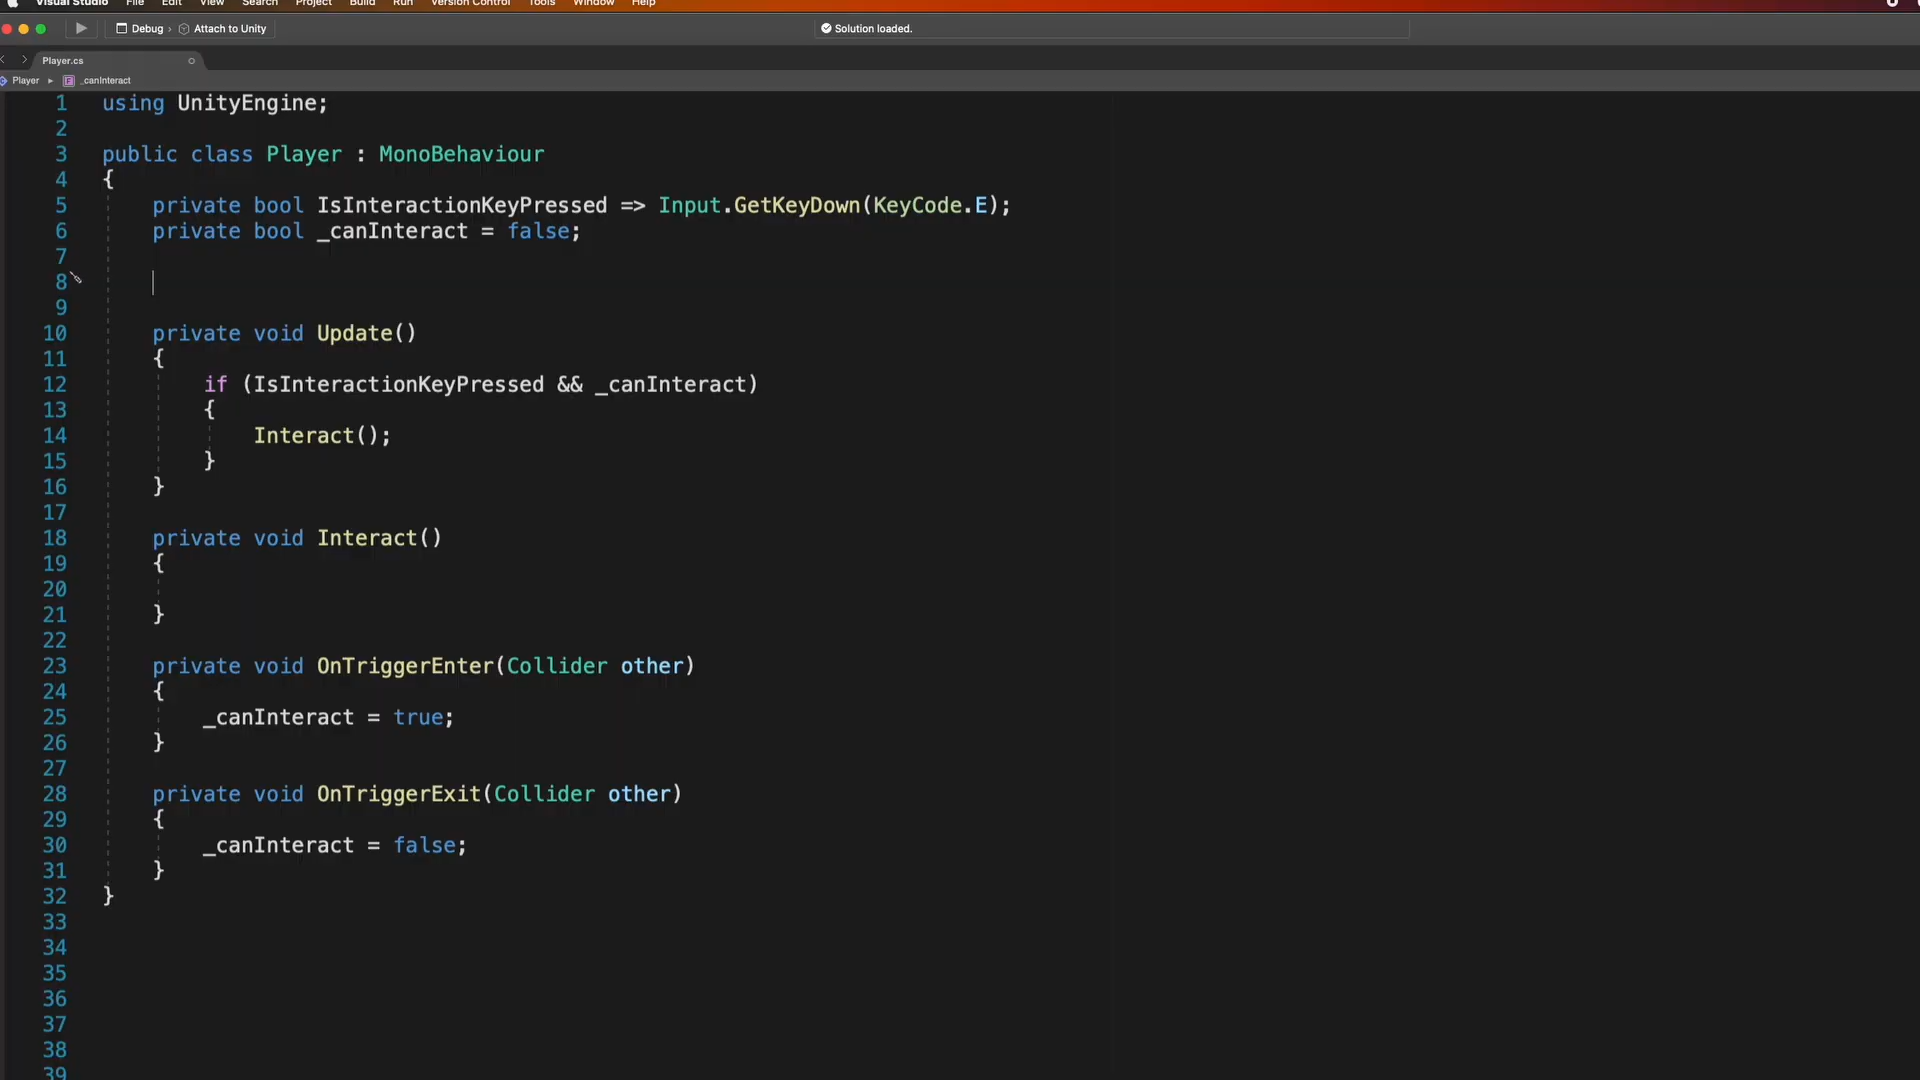 Visual Studio File Edit View Search Project Build Run Version Control Tools Window Help
Debug › Attach to Unity Solution loaded.
Player.cs
Player ▸ _canInteract
1 using UnityEngine;
2
3 public class Player : MonoBehaviour
4 {
5 private bool IsInteractionKeyPressed => Input.GetKeyDown(KeyCode.E);
6 private bool _canInteract = false;
7
8
9
10 private void Update()
11 {
12 if (IsInteractionKeyPressed && _canInteract)
13 {
14 Interact();
15 }
16 }
17
18 private void Interact()
19 {
20
21 }
22
23 private void OnTriggerEnter(Collider other)
24 {
25 _canInteract = true;
26 }
27
28 private void OnTriggerExit(Collider other)
29 {
30 _canInteract = false;
31 }
32 }
33
34
35
36
37
38
39